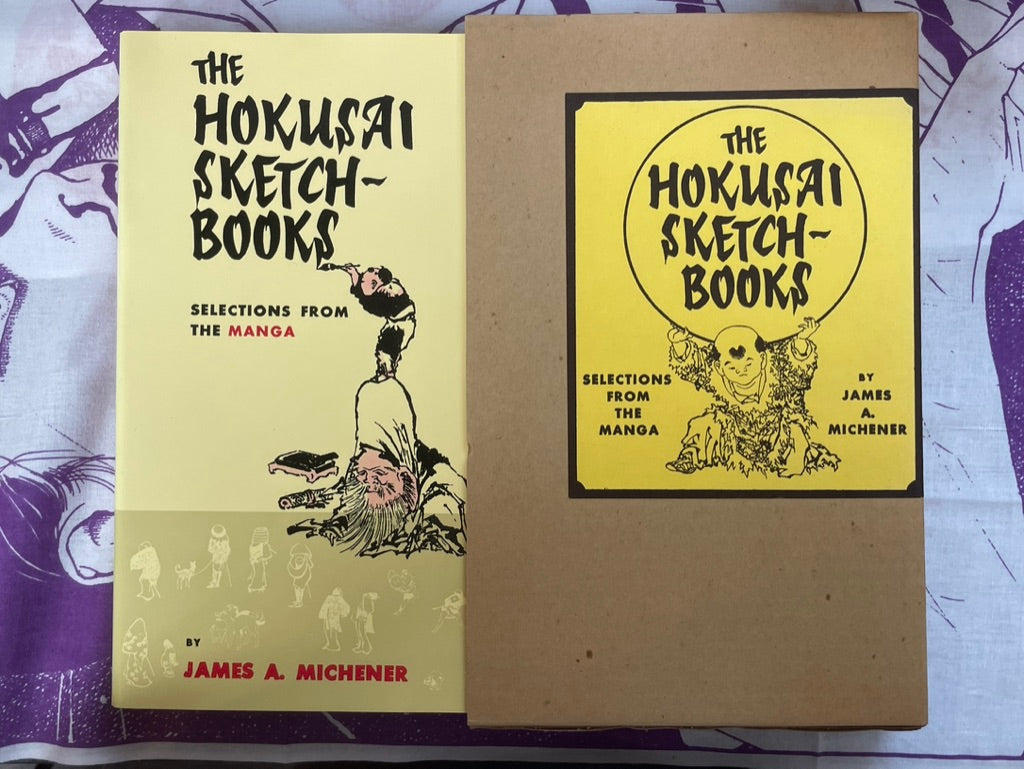 THE
HOKUSAI
SKETCH-
BOOKS
SELECTIONS FROM
THE MANGA
BY
JAMES A. MICHENER
THE
HOKUSAI
SKETCH-
BOOKS
SELECTIONS
FROM
THE
MANGA
BY
JAMES
A.
MICHENER